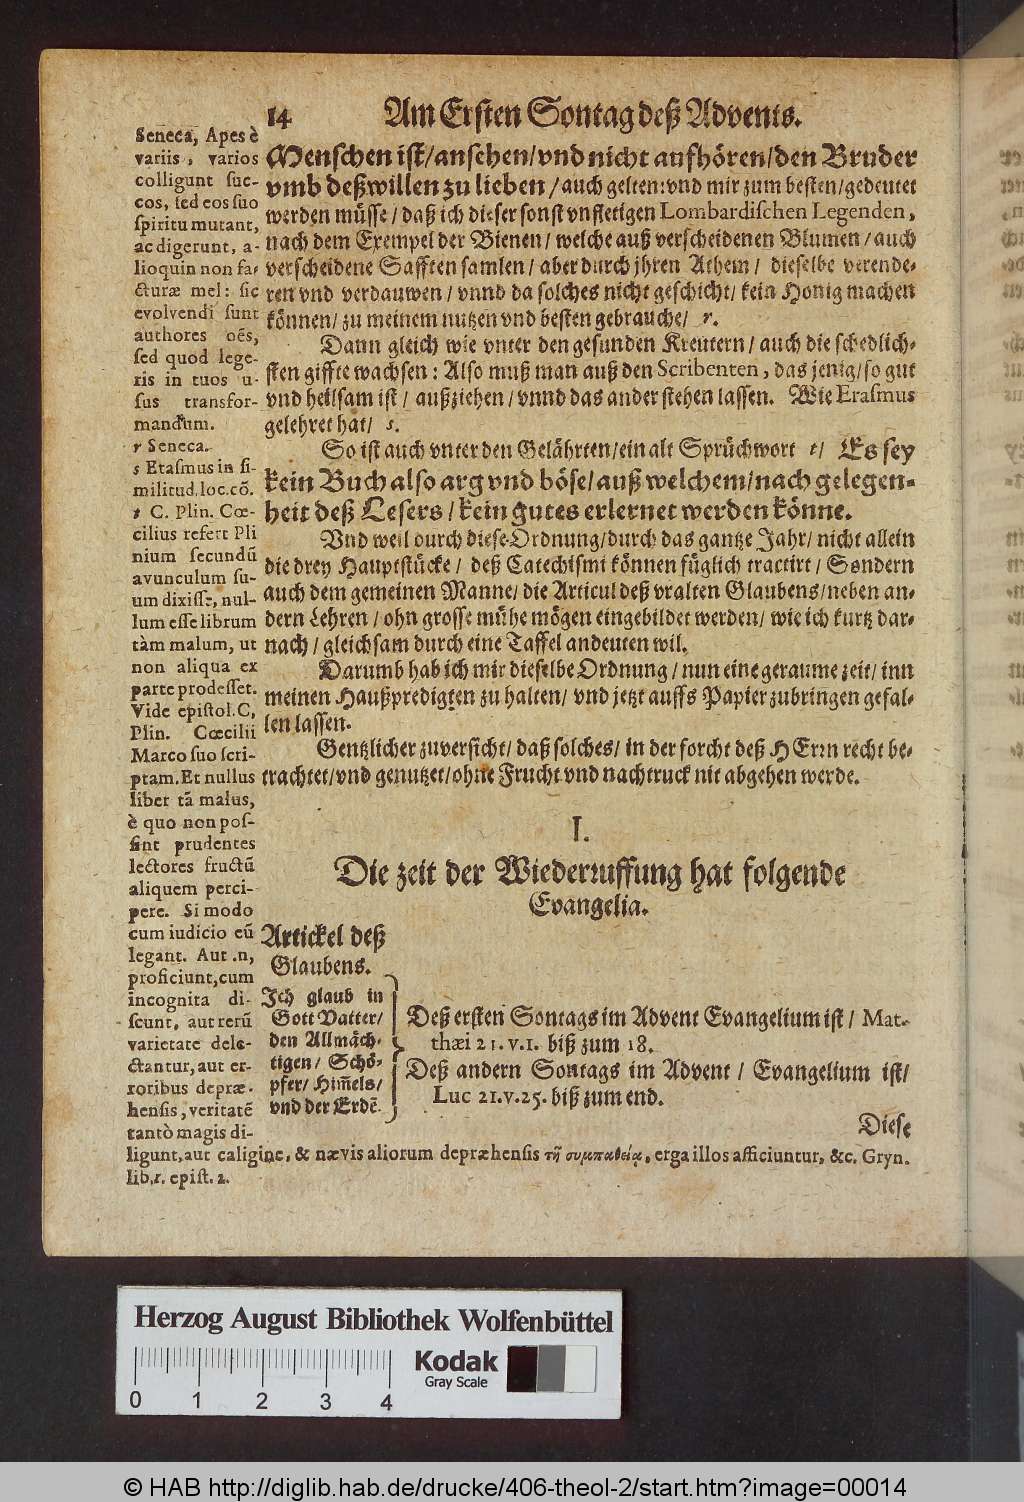 14 Am Ersten Sontag deß Advents.
Menschen ist/ ansehen/ vnd nicht aufhören/ den Bruder
vmb deßwillen zu lieben / auch gelten: vnd mir zum besten/ gedeutet
werden müsse / daß ich dieser sonst vnfletigen Lombardischen Legenden,
nach dem Exempel der Bienen / welche auß verscheidenen Blumen / auch
verscheidene Safften samlen / aber durch jhren Athem / dieselbe verende-
ren vnd verdauwen / vnnd da solches nicht geschicht/ kein Honig machen
können/ zu meinem nutzen vnd besten gebrauche/ r.
Dann gleich wie vnter den gesunden Kreutern / auch die schedlich-
sten giffte wachsen: Also muß man auß den Scribenten, das jenig/ so gut
vnd heilsam ist / außziehen / vnnd das ander stehen lassen. Wie Erasmus
gelehret hat/ s.
So ist auch vnter den Gelährten/ ein alt Sprüchwort t/ Es sey
kein Buch also arg vnd böse/ auß welchem/ nach gelegen-
heit deß Lesers / kein gutes erlernet werden könne.
Vnd weil durch diese Ordnung/ durch das gantze Jahr/ nicht allein
die drey Hauptstücke / deß Catechismi können füglich tractirt / Sondern
auch dem gemeinen Manne / die Articul deß vralten Glaubens/ neben an-
dern Lehren / ohn grosse mühe mögen eingebildet werden / wie ich kurtz dar-
nach / gleichsam durch eine Taffel andeuten wil.
Darumb hab ich mir dieselbe Ordnung / nun eine geraume zeit/ inn
meinen Haußpredigten zu halten/ vnd jetzt auffs Papier zubringen gefal-
len lassen.
Gentzlicher zuversicht/ daß solches/ in der forcht deß HErrn recht be-
trachtet/ vnd genutzet/ ohne Frucht vnd nachtruck nit abgehen werde.
I.
Die zeit der Wiederruffung hat folgende
Evangelia.
Artickel deß
Glaubens.
Ich glaub in
Gott Vatter/
den Allmäch-
tigen/ Schö-
pfer/ Him̄els/
vnd der Erdē.
Deß ersten Sontags im Advent Evangelium ist/ Mat-
thæi 21. v. 1. biß zum 18.
Deß andern Sontags im Advent / Evangelium ist/
Luc 21. v. 25. biß zum end.
Diese
Seneca, Apes è
variis, varios
colligunt suc-
cos, sed eos suo
spiritu mutant,
ac digerunt, a-
lioquin non fa-
cturæ mel: sic
evolvendi sunt
authores oēs,
sed quod lege-
ris in tuos u-
sus transfor-
mandum.
r Seneca.
s Erasmus in si-
militud. loc. cō.
t C. Plin. Cœ-
cilius refert Pli
nium secundū
avunculum su-
um dixisse, nul-
lum esse librum
tàm malum, ut
non aliqua ex
parte prodesset.
Vide epistol. C,
Plin. Cœcilii
Marco suo scri-
ptam. Et nullus
liber tā malus,
è quo non pos-
sint prudentes
lectores fructū
aliquem perci-
pere. Si modo
cum iudicio eū
legant. Aut .n,
proficiunt, cum
incognita di-
scunt, aut rerū
varietate dele-
ctantur, aut er-
roribus depræ-
hensis, veritatē
tantò magis di-
ligunt, aut caligine, & nævis aliorum depræhensis τῇ συμπαθείᾳ, erga illos afficiuntur, &c. Gryn.
lib. 1. epist. 2.
Herzog August Bibliothek Wolfenbüttel
0 1 2 3 4
Kodak
Gray Scale
© HAB http://diglib.hab.de/drucke/406-theol-2/start.htm?image=00014